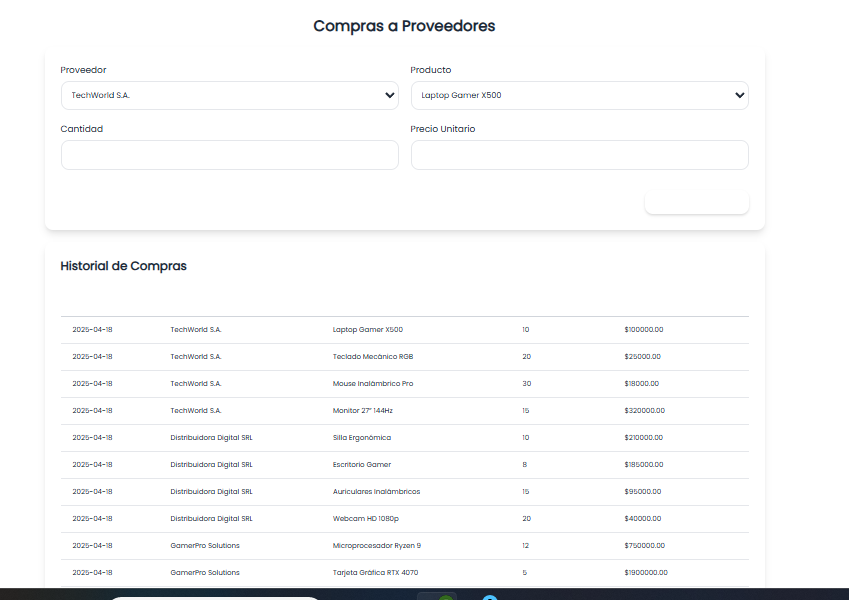 Compras a Proveedores
Proveedor Producto
TechWorld S.A. Laptop Gamer X500
Cantidad Precio Unitario
Historial de Compras
2025-04-18 TechWorld S.A. Laptop Gamer X500 10 $100000.00
2025-04-18 TechWorld S.A. Teclado Mecánico RGB 20 $25000.00
2025-04-18 TechWorld S.A. Mouse Inalámbrico Pro 30 $18000.00
2025-04-18 TechWorld S.A. Monitor 27" 144Hz 15 $320000.00
2025-04-18 Distribuidora Digital SRL Silla Ergonómica 10 $210000.00
2025-04-18 Distribuidora Digital SRL Escritorio Gamer 8 $185000.00
2025-04-18 Distribuidora Digital SRL Auriculares Inalámbricos 15 $95000.00
2025-04-18 Distribuidora Digital SRL Webcam HD 1080p 20 $40000.00
2025-04-18 GamerPro Solutions Microprocesador Ryzen 9 12 $750000.00
2025-04-18 GamerPro Solutions Tarjeta Gráfica RTX 4070 5 $1900000.00